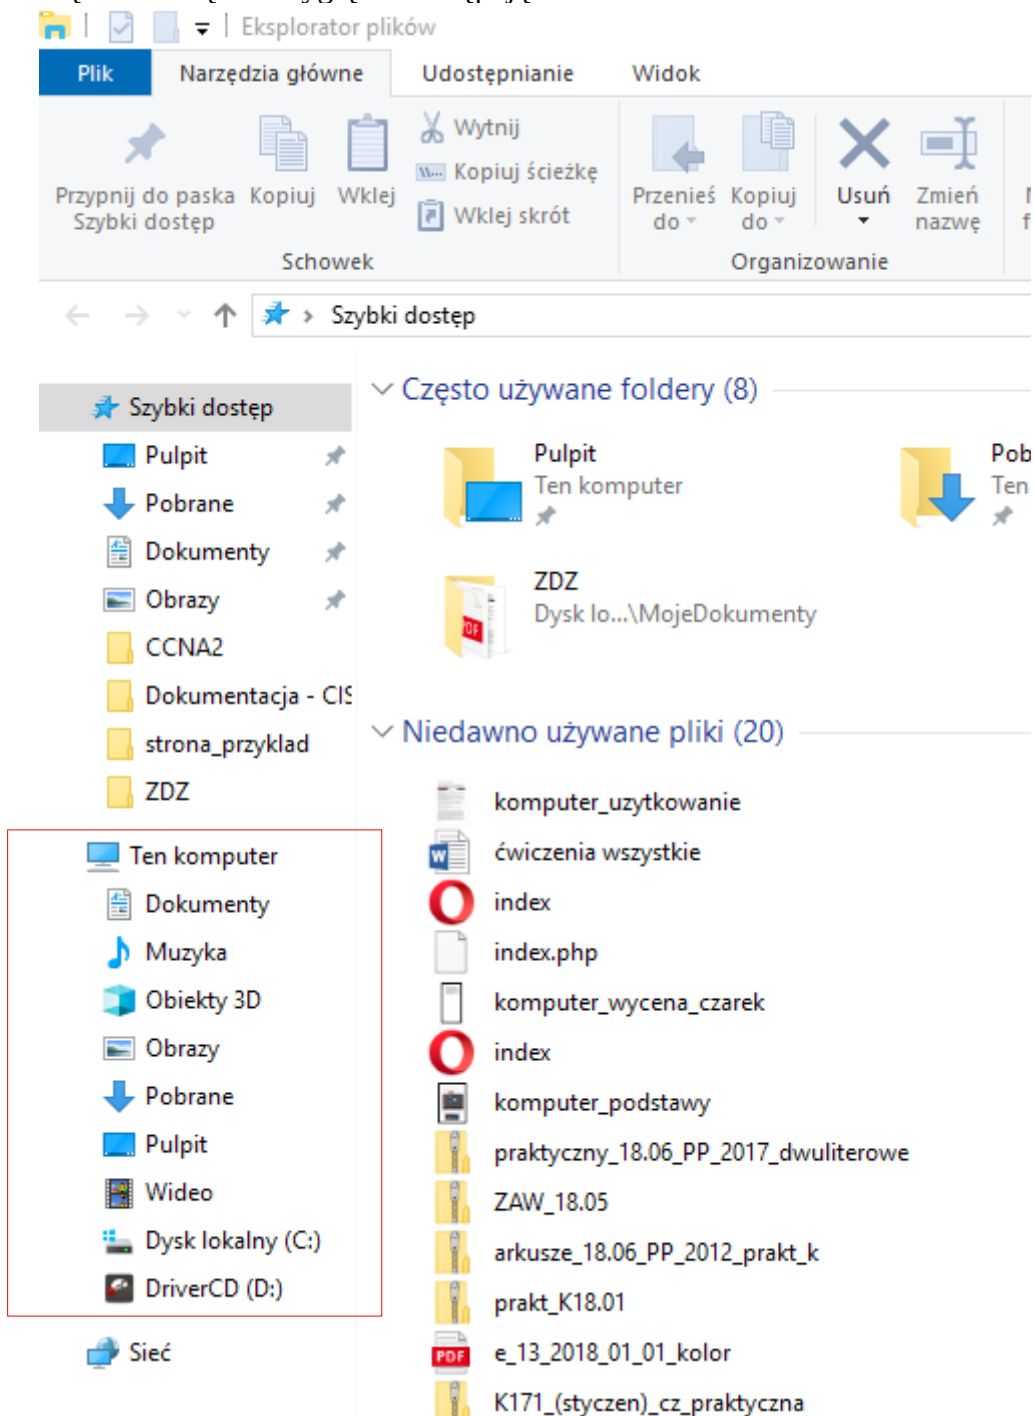 Eksplorator plików
Plik Narzędzia główne Udostępnianie Widok
Przypnij do paska
Szybki dostęp
Kopiuj
Wklej
Wytnij
Kopiuj ścieżkę
Wklej skrót
Schowek
Przenieś
do
Kopiuj
do
Usuń
Zmień
nazwę
Organizowanie
Szybki dostęp
Szybki dostęp
Pulpit
Pobrane
Dokumenty
Obrazy
CCNA2
Dokumentacja - CIS
strona_przyklad
ZDZ
Ten komputer
Dokumenty
Muzyka
Obiekty 3D
Obrazy
Pobrane
Pulpit
Wideo
Dysk lokalny (C:)
DriverCD (D:)
Sieć
Często używane foldery (8)
Pulpit
Ten komputer
Pob
Ten
ZDZ
Dysk lo...\MojeDokumenty
Niedawno używane pliki (20)
komputer_uzytkowanie
ćwiczenia wszystkie
index
index.php
komputer_wycena_czarek
index
komputer_podstawy
praktyczny_18.06_PP_2017_dwuliterowe
ZAW_18.05
arkusze_18.06_PP_2012_prakt_k
prakt_K18.01
PDF e_13_2018_01_01_kolor
K171_(styczen)_cz_praktyczna